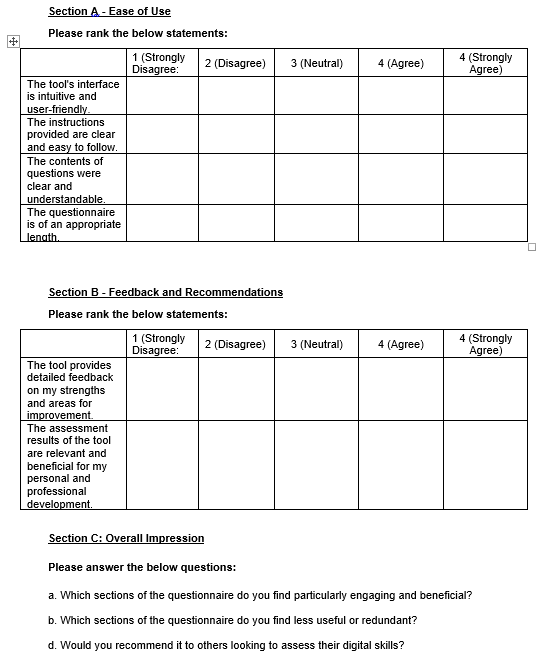 Section A - Ease of Use
Please rank the below statements:
1 (Strongly
Disagree:
2 (Disagree)
3 (Neutral)
4 (Agree)
4 (Strongly
Agree)
The tool's interface
is intuitive and
user-friendly.
The instructions
provided are clear
and easy to follow.
The contents of
questions were
clear and
understandable.
The questionnaire
is of an appropriate
length.
Section B - Feedback and Recommendations
Please rank the below statements:
1 (Strongly
Disagree:
2 (Disagree)
3 (Neutral)
4 (Agree)
4 (Strongly
Agree)
The tool provides
detailed feedback
on my strengths
and areas for
improvement.
The assessment
results of the tool
are relevant and
beneficial for my
personal and
professional
development.
Section C: Overall Impression
Please answer the below questions:
a. Which sections of the questionnaire do you find particularly engaging and beneficial?
b. Which sections of the questionnaire do you find less useful or redundant?
d. Would you recommend it to others looking to assess their digital skills?